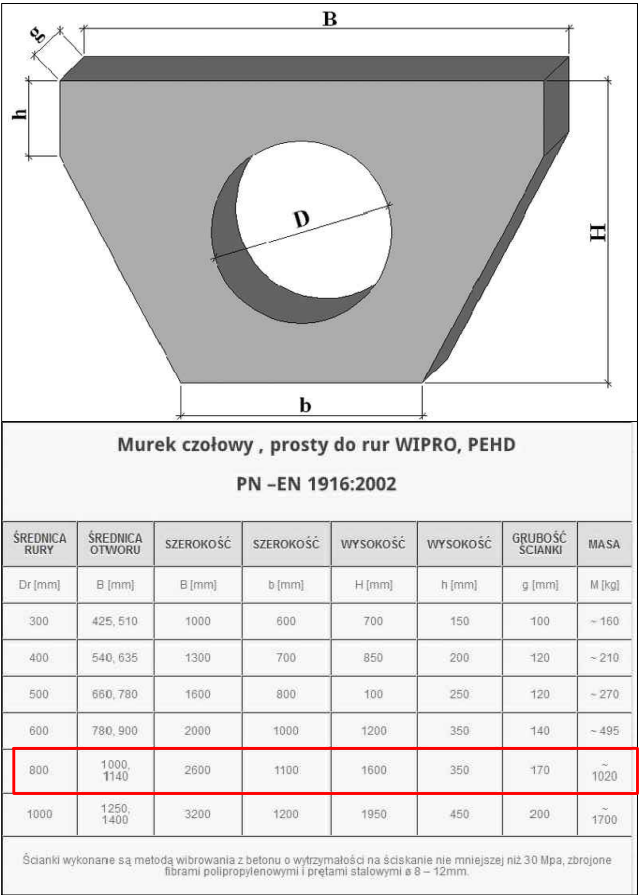 B
g
h
D
H
b
Murek czołowy , prosty do rur WIPRO, PEHD
PN –EN 1916:2002
ŚREDNICA RURY ŚREDNICA OTWORU SZEROKOŚĆ SZEROKOŚĆ WYSOKOŚĆ WYSOKOŚĆ GRUBOŚĆ ŚCIANKI MASA
Dr [mm] B [mm] B [mm] b [mm] H [mm] h [mm] g [mm] M [kg]
300 425, 510 1000 600 700 150 100 ~ 160
400 540, 635 1300 700 850 200 120 ~ 210
500 660, 780 1600 800 100 250 120 ~ 270
600 780, 900 2000 1000 1200 350 140 ~ 495
800 1000, 1140 2600 1100 1600 350 170 ~ 1020
1000 1250, 1400 3200 1200 1950 450 200 ~ 1700
Ścianki wykonane są metodą wibrowania z betonu o wytrzymałości na ściskanie nie mniejszej niż 30 Mpa, zbrojone
fibrami polipropylenowymi i prętami stalowymi ø 8 – 12mm.